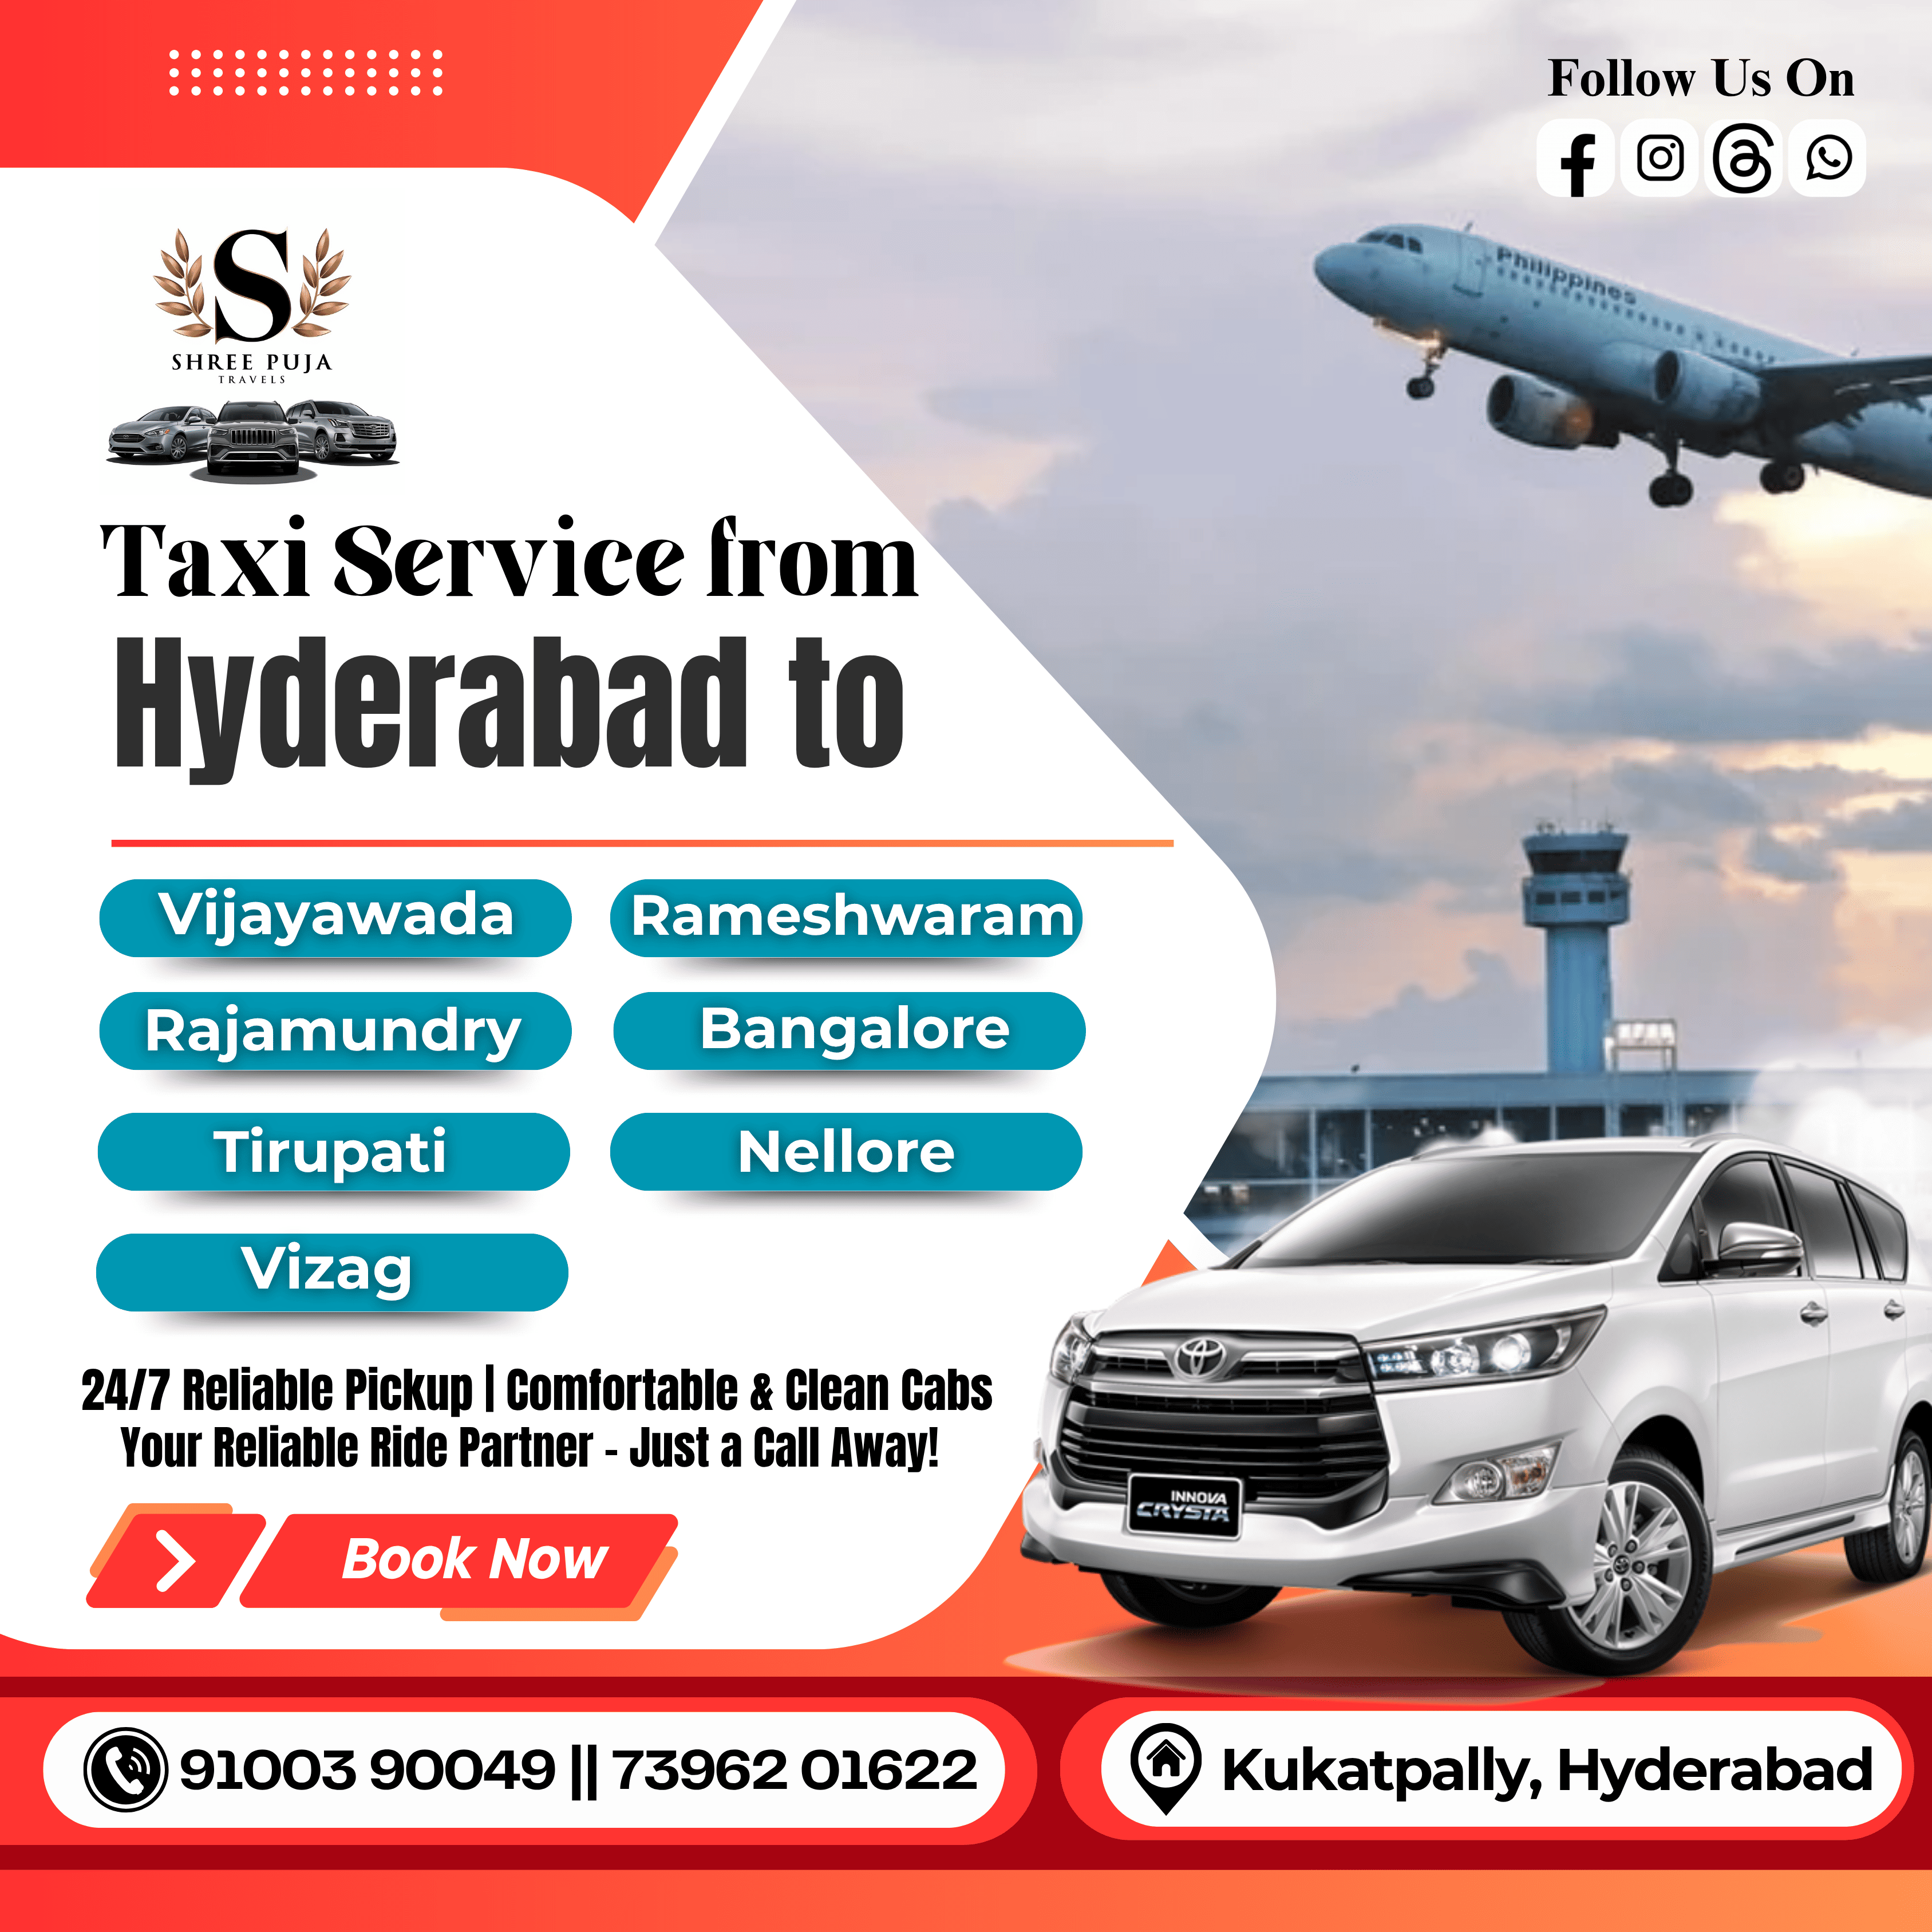 Follow Us On
Philippines
S
SHREE PUJA
TRAVELS
Taxi Service from
Hyderabad to
Vijayawada
Rameshwaram
Rajamundry
Bangalore
Tirupati
Nellore
Vizag
24/7 Reliable Pickup | Comfortable & Clean Cabs
Your Reliable Ride Partner - Just a Call Away!
INNOVA
CRYSTA
Book Now
91003 90049 || 73962 01622
Kukatpally, Hyderabad